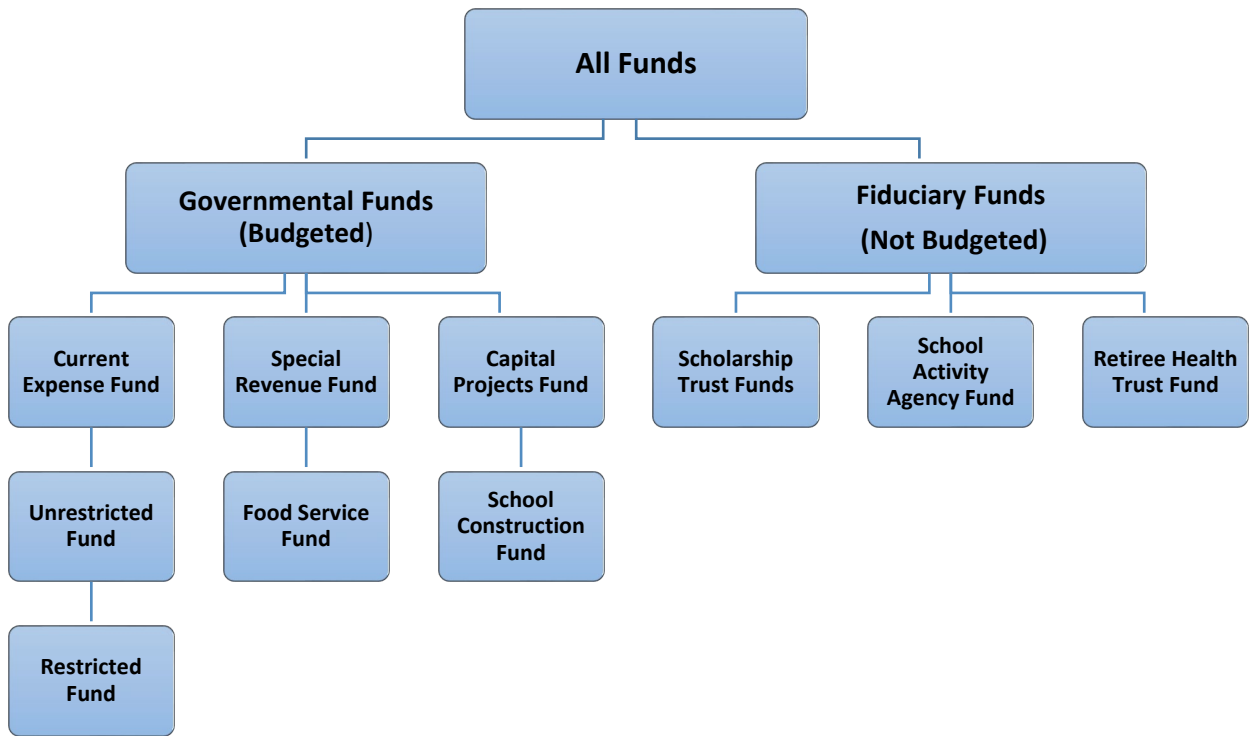 All Funds
Governmental Funds
(Budgeted)
Fiduciary Funds
(Not Budgeted)
Current
Expense Fund
Special
Revenue Fund
Capital
Projects Fund
Scholarship
Trust Funds
School
Activity
Agency Fund
Retiree Health
Trust Fund
Unrestricted
Fund
Food Service
Fund
School
Construction
Fund
Restricted
Fund